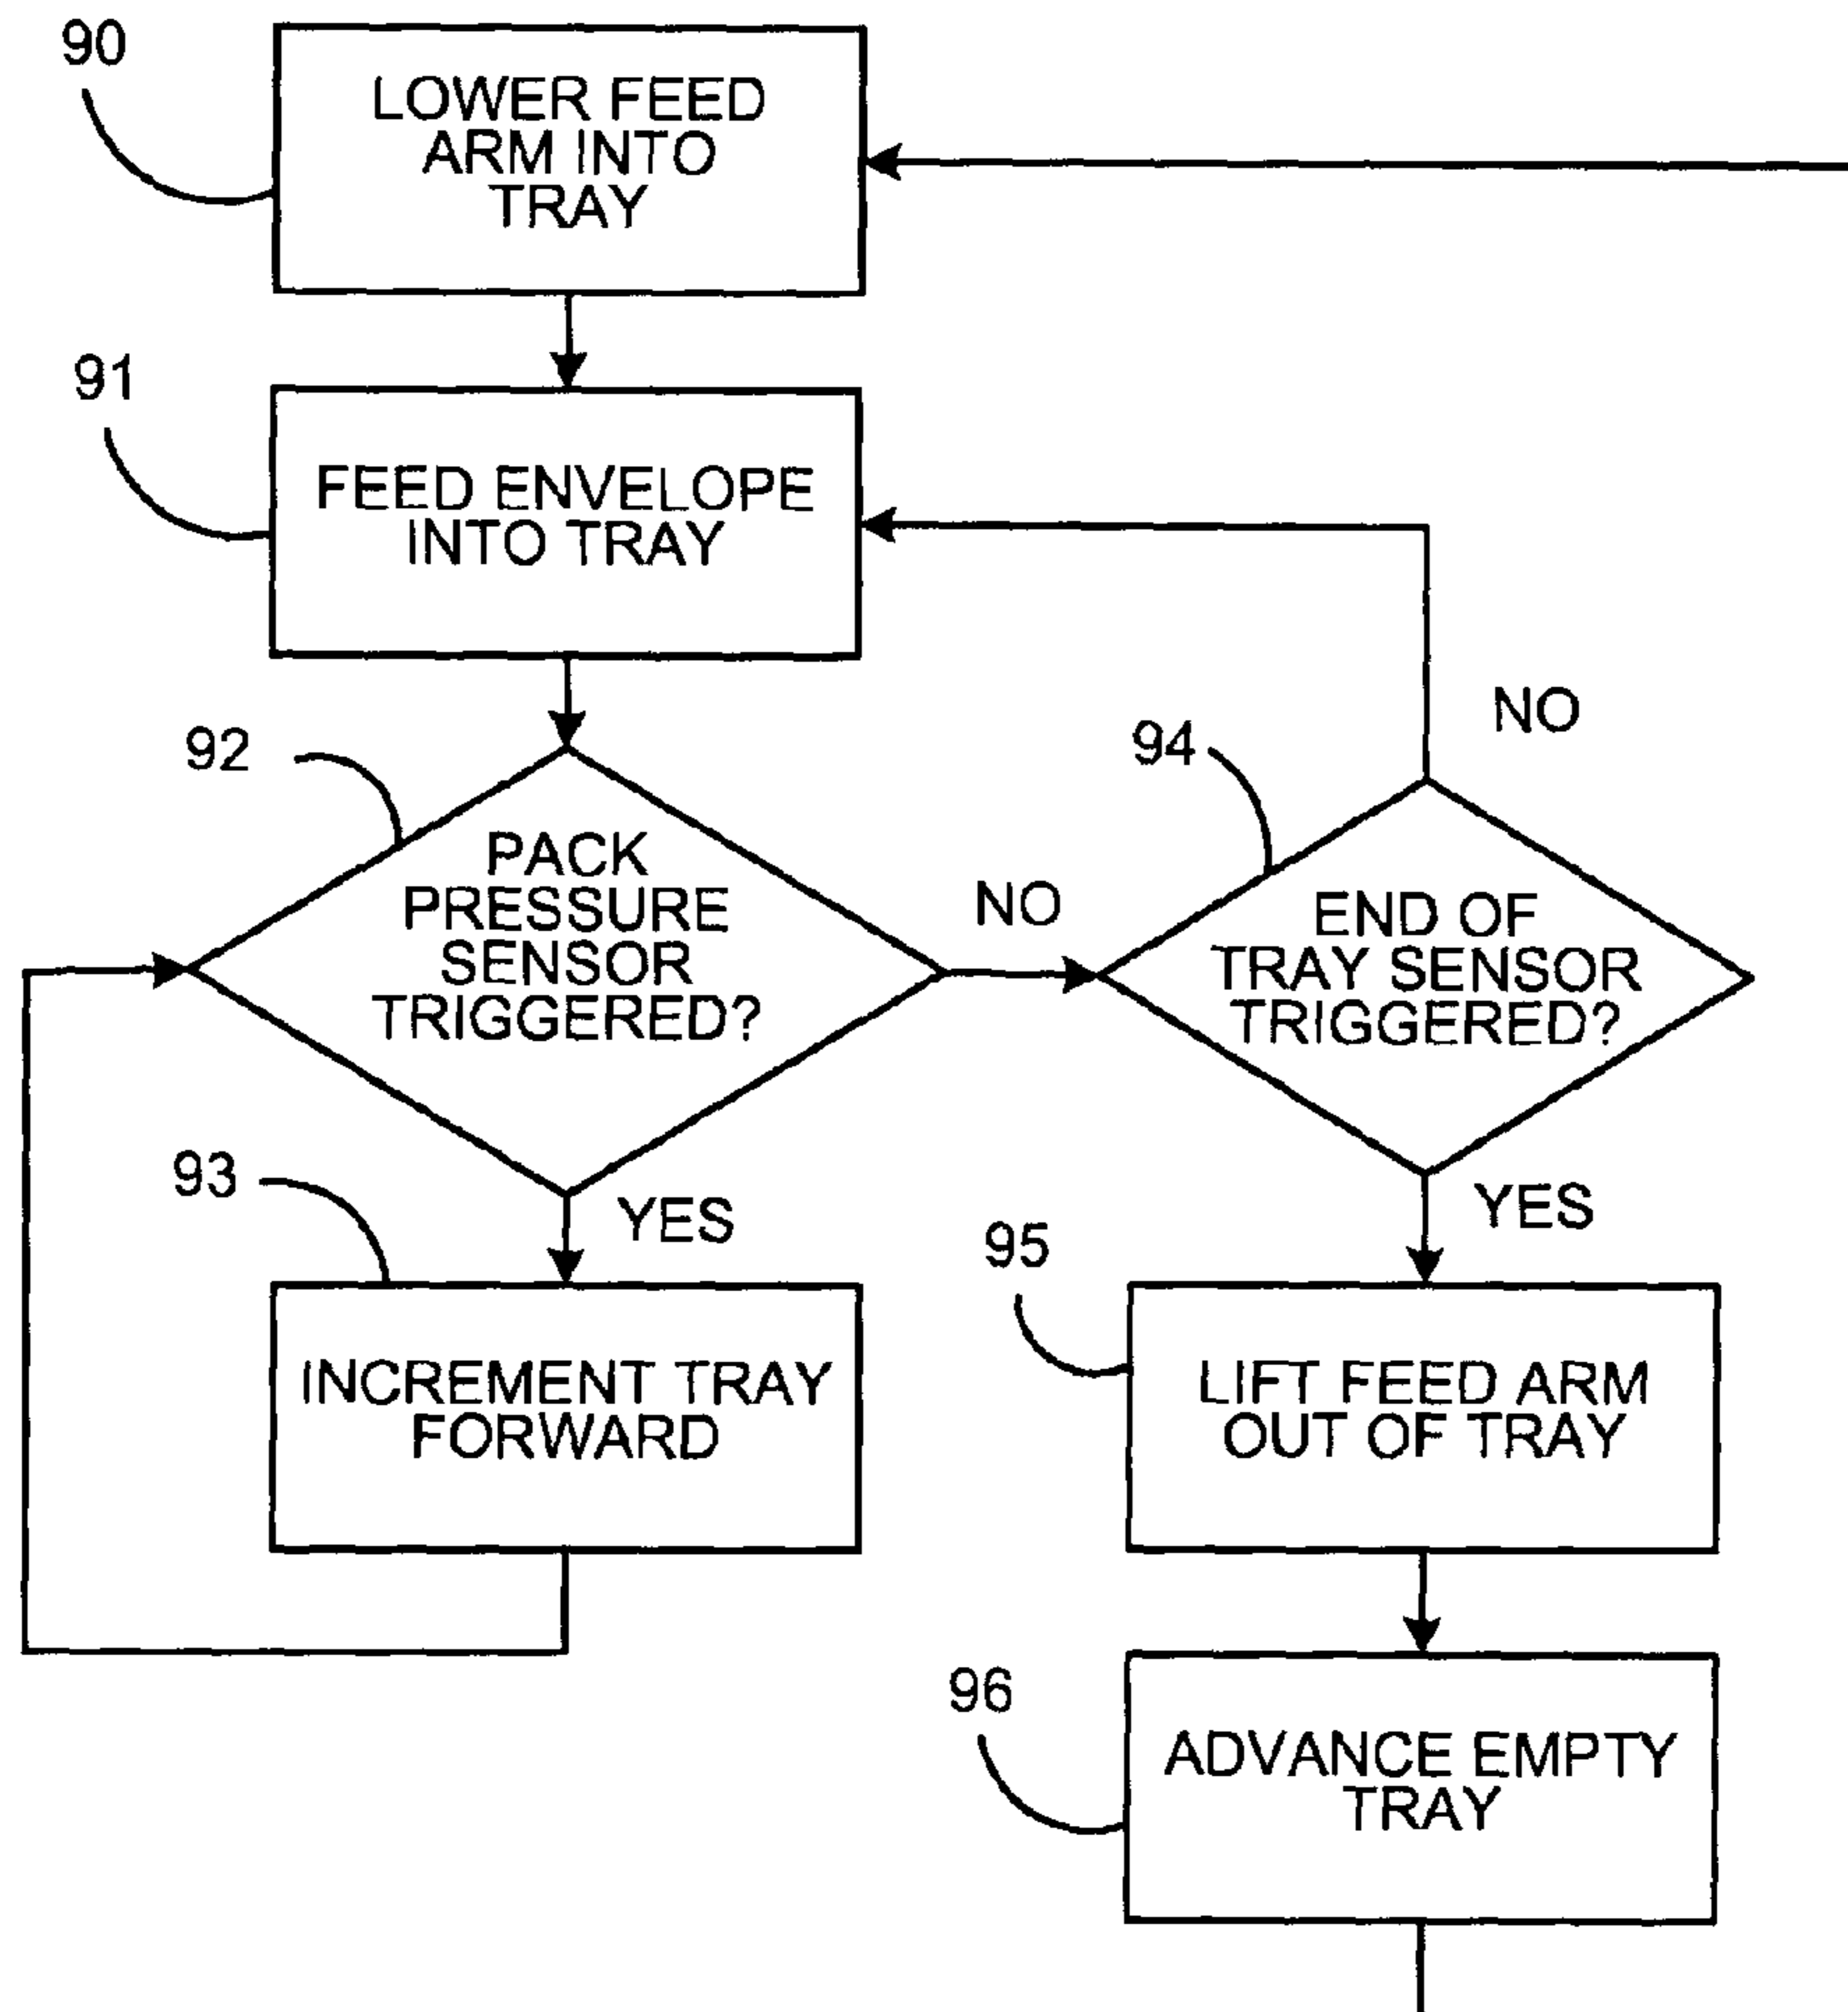 90
LOWER FEED
ARM INTO
TRAY
91
FEED ENVELOPE
INTO TRAY
92
PACK
PRESSURE
SENSOR
TRIGGERED?
NO
94
NO
END OF
TRAY SENSOR
TRIGGERED?
93
YES
INCREMENT TRAY
FORWARD
YES
95
LIFT FEED ARM
OUT OF TRAY
96
ADVANCE EMPTY
TRAY